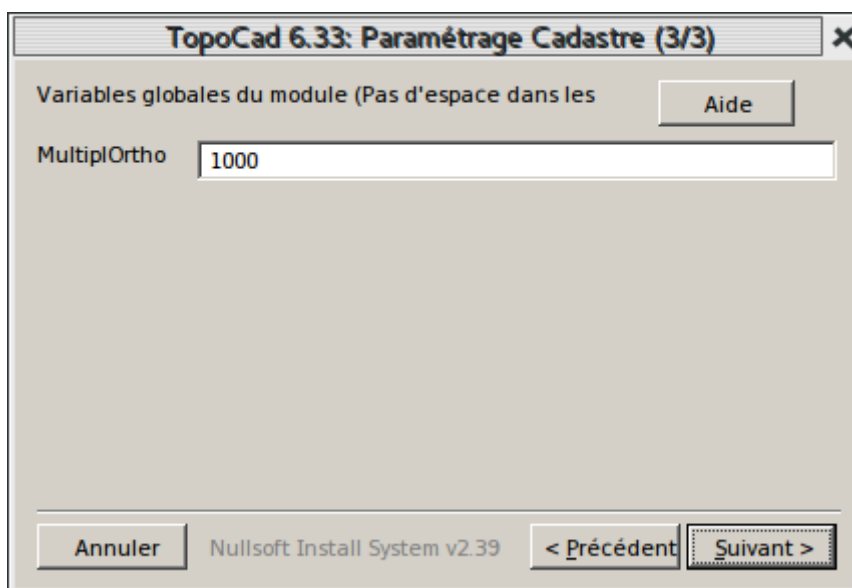 TopoCad 6.33: Paramétrage Cadastre (3/3)
Variables globales du module (Pas d'espace dans les
Aide
MultiplOrtho
1000
Annuler
Nullsoft Install System v2.39
< Précédent
Suivant >